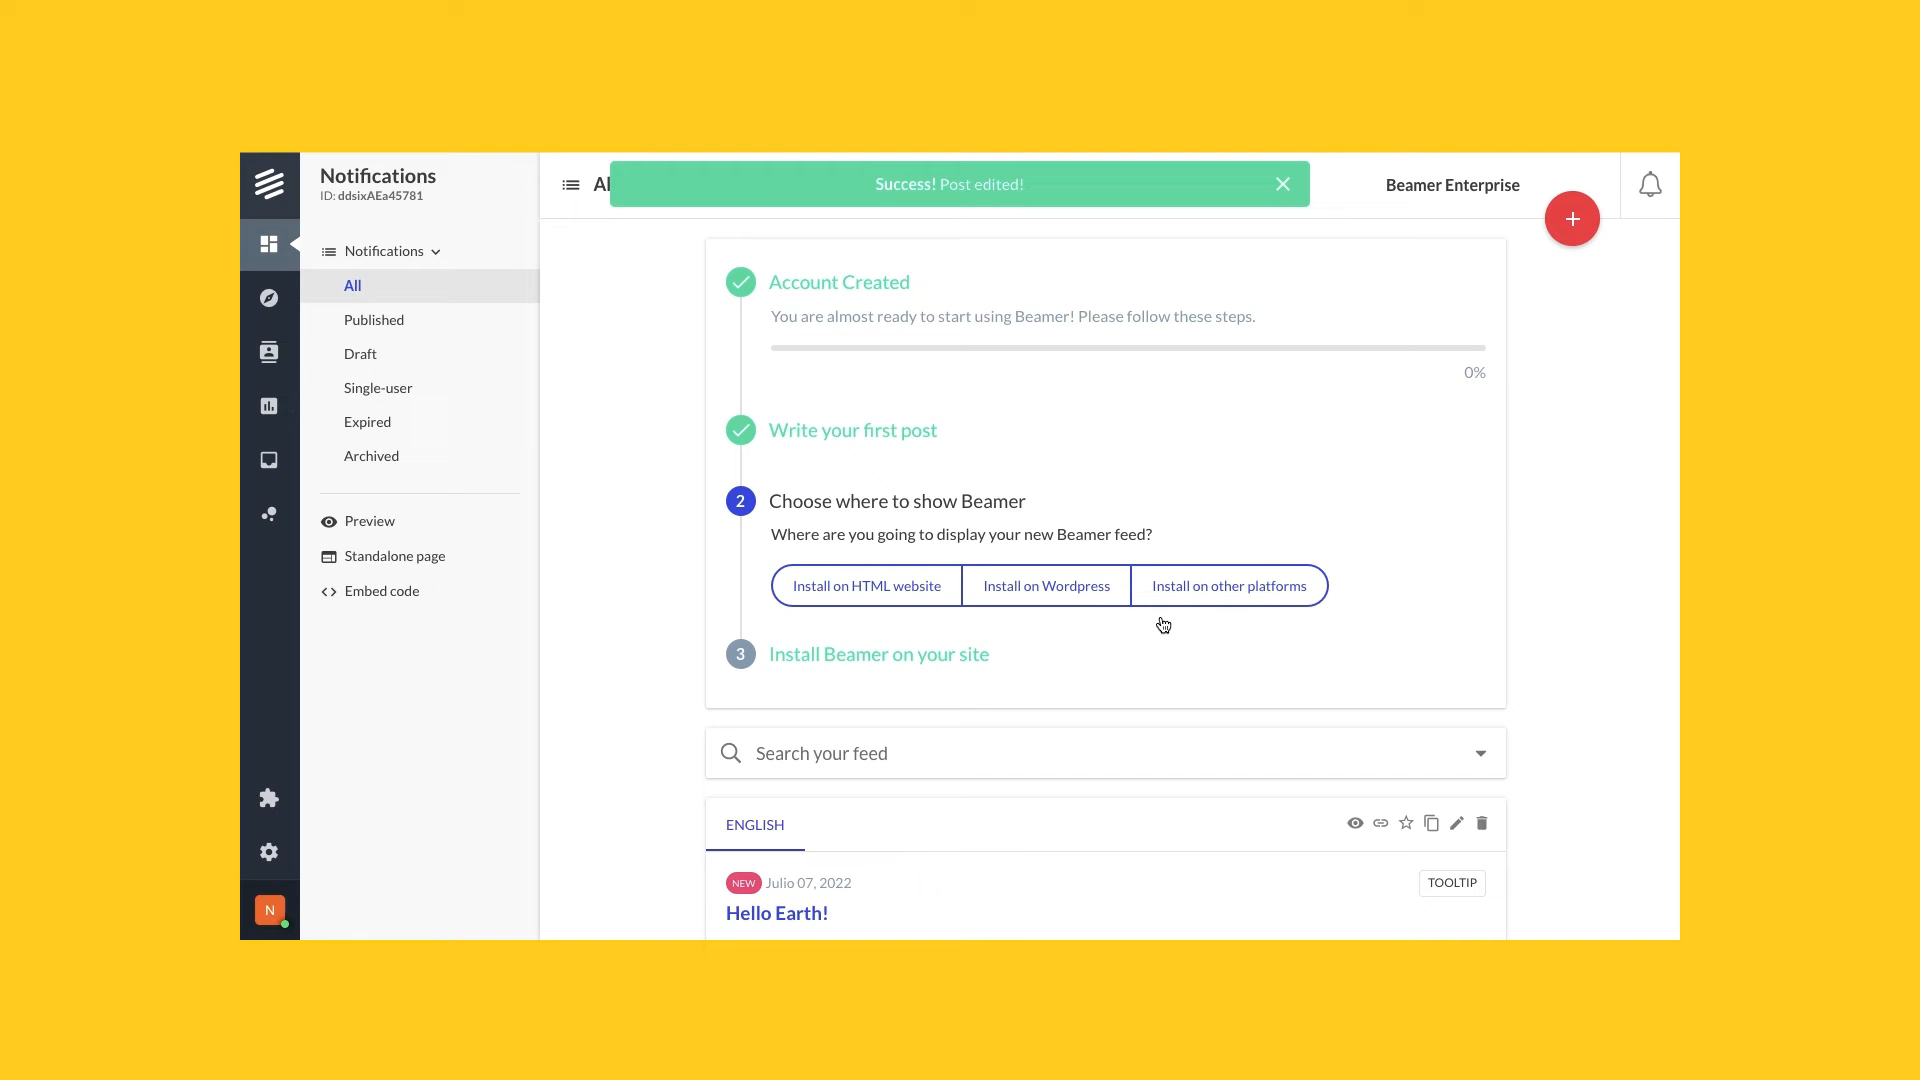 Notifications
ID: ddsixAEa45781
Notifications
All
Published
Draft
Single-user
Expired
Archived
Preview
Standalone page
Embed code
N
Success! Post edited!
Beamer Enterprise
Account Created
You are almost ready to start using Beamer! Please follow these steps.
0%
Write your first post
2 Choose where to show Beamer
Where are you going to display your new Beamer feed?
Install on HTML website Install on Wordpress Install on other platforms
3 Install Beamer on your site
Search your feed
ENGLISH
NEW Julio 07, 2022 TOOLTIP
Hello Earth!